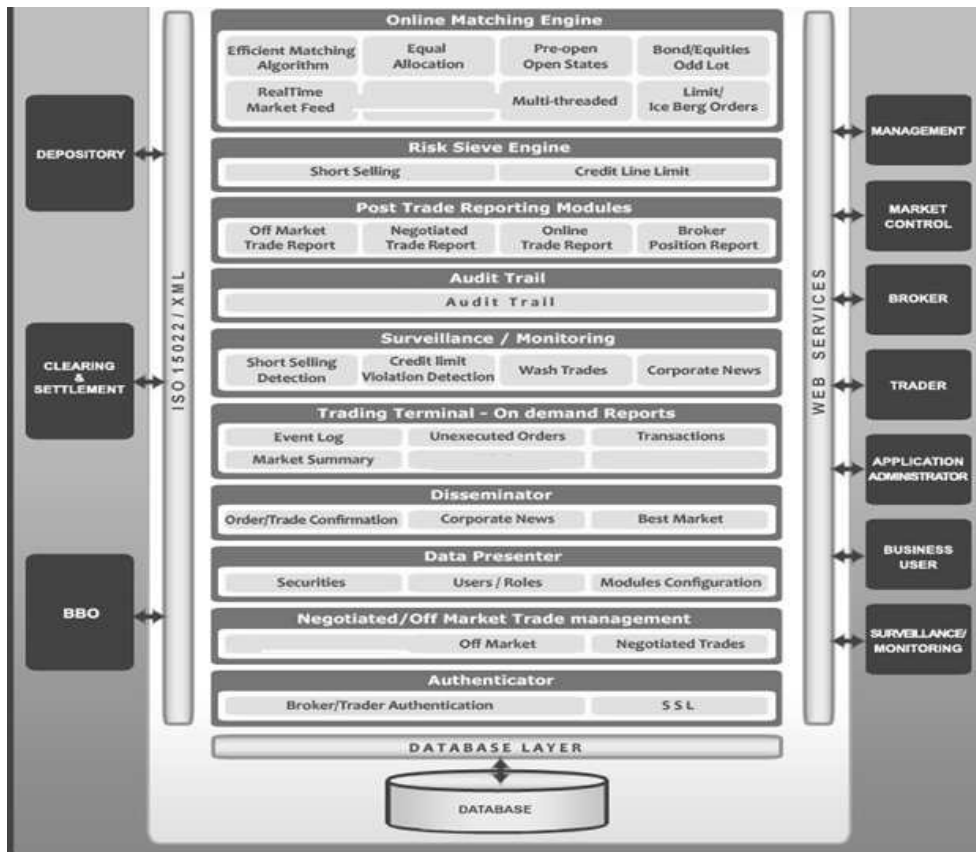 Online Matching Engine
Efficient Matching
Algorithm
Equal
Allocation
Pre-open
Open States
Bond/Equities
Odd Lot
RealTime
Market Feed
Multi-threaded
Limit/
Ice Berg Orders
Risk Sieve Engine
Short Selling
Credit Line Limit
Post Trade Reporting Modules
Off Market
Trade Report
Negotiated
Trade Report
Online
Trade Report
Broker
Position Report
Audit Trail
Audit Trail
Surveillance / Monitoring
Short Selling
Detection
Credit limit
Violation Detection
Wash Trades
Corporate News
Trading Terminal - On demand Reports
Event Log
Unexecuted Orders
Transactions
Market Summary
Disseminator
Order/Trade Confirmation
Corporate News
Best Market
Data Presenter
Securities
Users / Roles
Modules Configuration
Negotiated/Off Market Trade management
Off Market
Negotiated Trades
Authenticator
Broker/Trader Authentication
SSL
DATABASE LAYER
DATABASE
DEPOSITORY
CLEARING
&
SETTLEMENT
BBO
ISO15022/XML
WEB SERVICES
MANAGEMENT
MARKET
CONTROL
BROKER
TRADER
APPLICATION
ADMINISTRATOR
BUSINESS
USER
SURVEILLANCE/
MONITORING